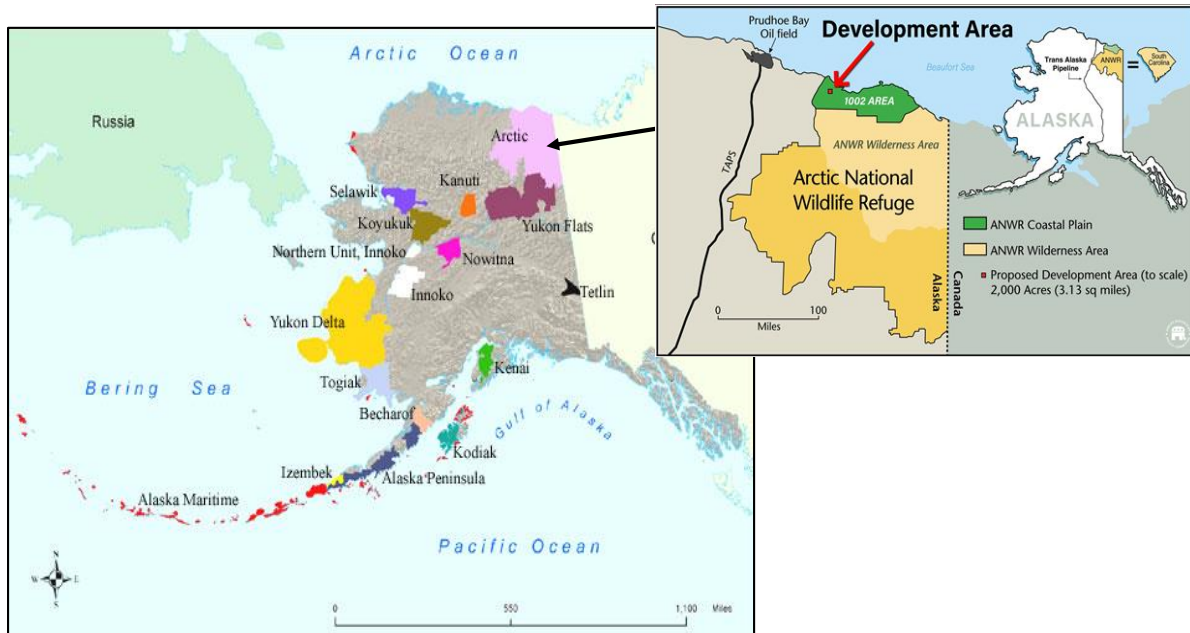 Arctic Ocean
Russia
Arctic
Selawik
Kanuti
Koyukuk
Yukon Flats
Northern Unit, Innoko
Nowitna
Innoko
Tetlin
Yukon Delta
Kenai
Togiak
Bering Sea
Becharof
Gulf of Alaska
Kodiak
Izembek
Alaska Peninsula
Alaska Maritime
Pacific Ocean
N
W
E
S
0
550
1,100
Miles
Prudhoe Bay
Oil field
Development Area
Beaufort Sea
1002 AREA
ANWR Wilderness Area
TAPS
Arctic National
Wildlife Refuge
Alaska
Canada
0
100
Miles
Trans Alaska
Pipeline
ANWR
=
South
Carolina
ALASKA
ANWR Coastal Plain
ANWR Wilderness Area
Proposed Development Area (to scale)
2,000 Acres (3.13 sq miles)